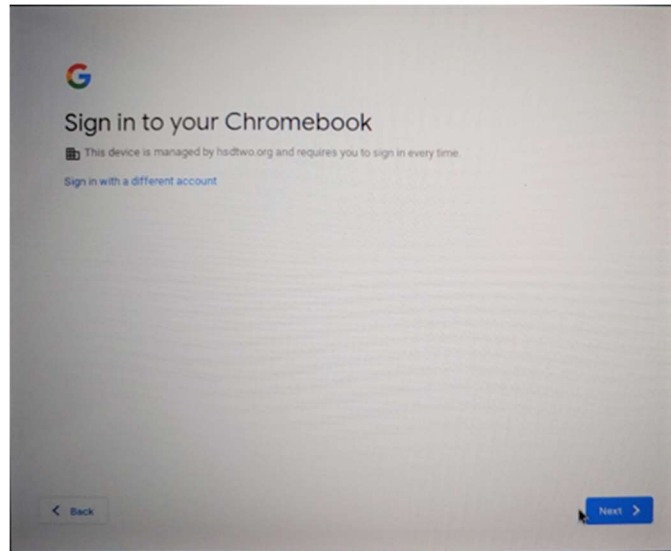 Sign in to your Chromebook
This device is managed by hsdtwo.org and requires you to sign in every time.
Sign in with a different account
Back
Next